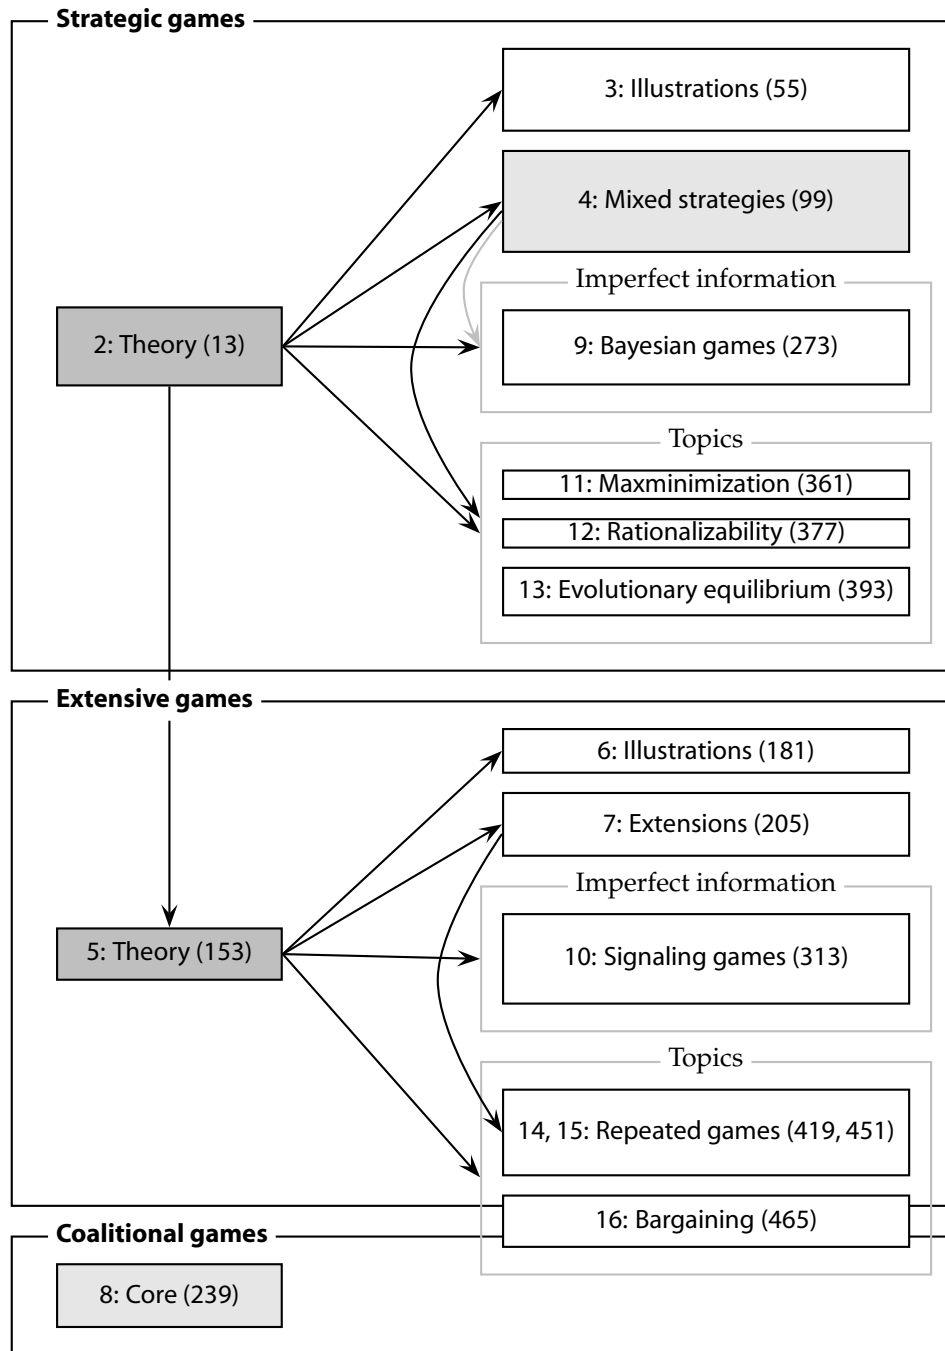 Strategic games
3: Illustrations (55)
4: Mixed strategies (99)
Imperfect information
2: Theory (13)
9: Bayesian games (273)
Topics
11: Maxminimization (361)
12: Rationalizability (377)
13: Evolutionary equilibrium (393)
Extensive games
6: Illustrations (181)
7: Extensions (205)
Imperfect information
5: Theory (153)
10: Signaling games (313)
Topics
14, 15: Repeated games (419, 451)
16: Bargaining (465)
Coalitional games
8: Core (239)